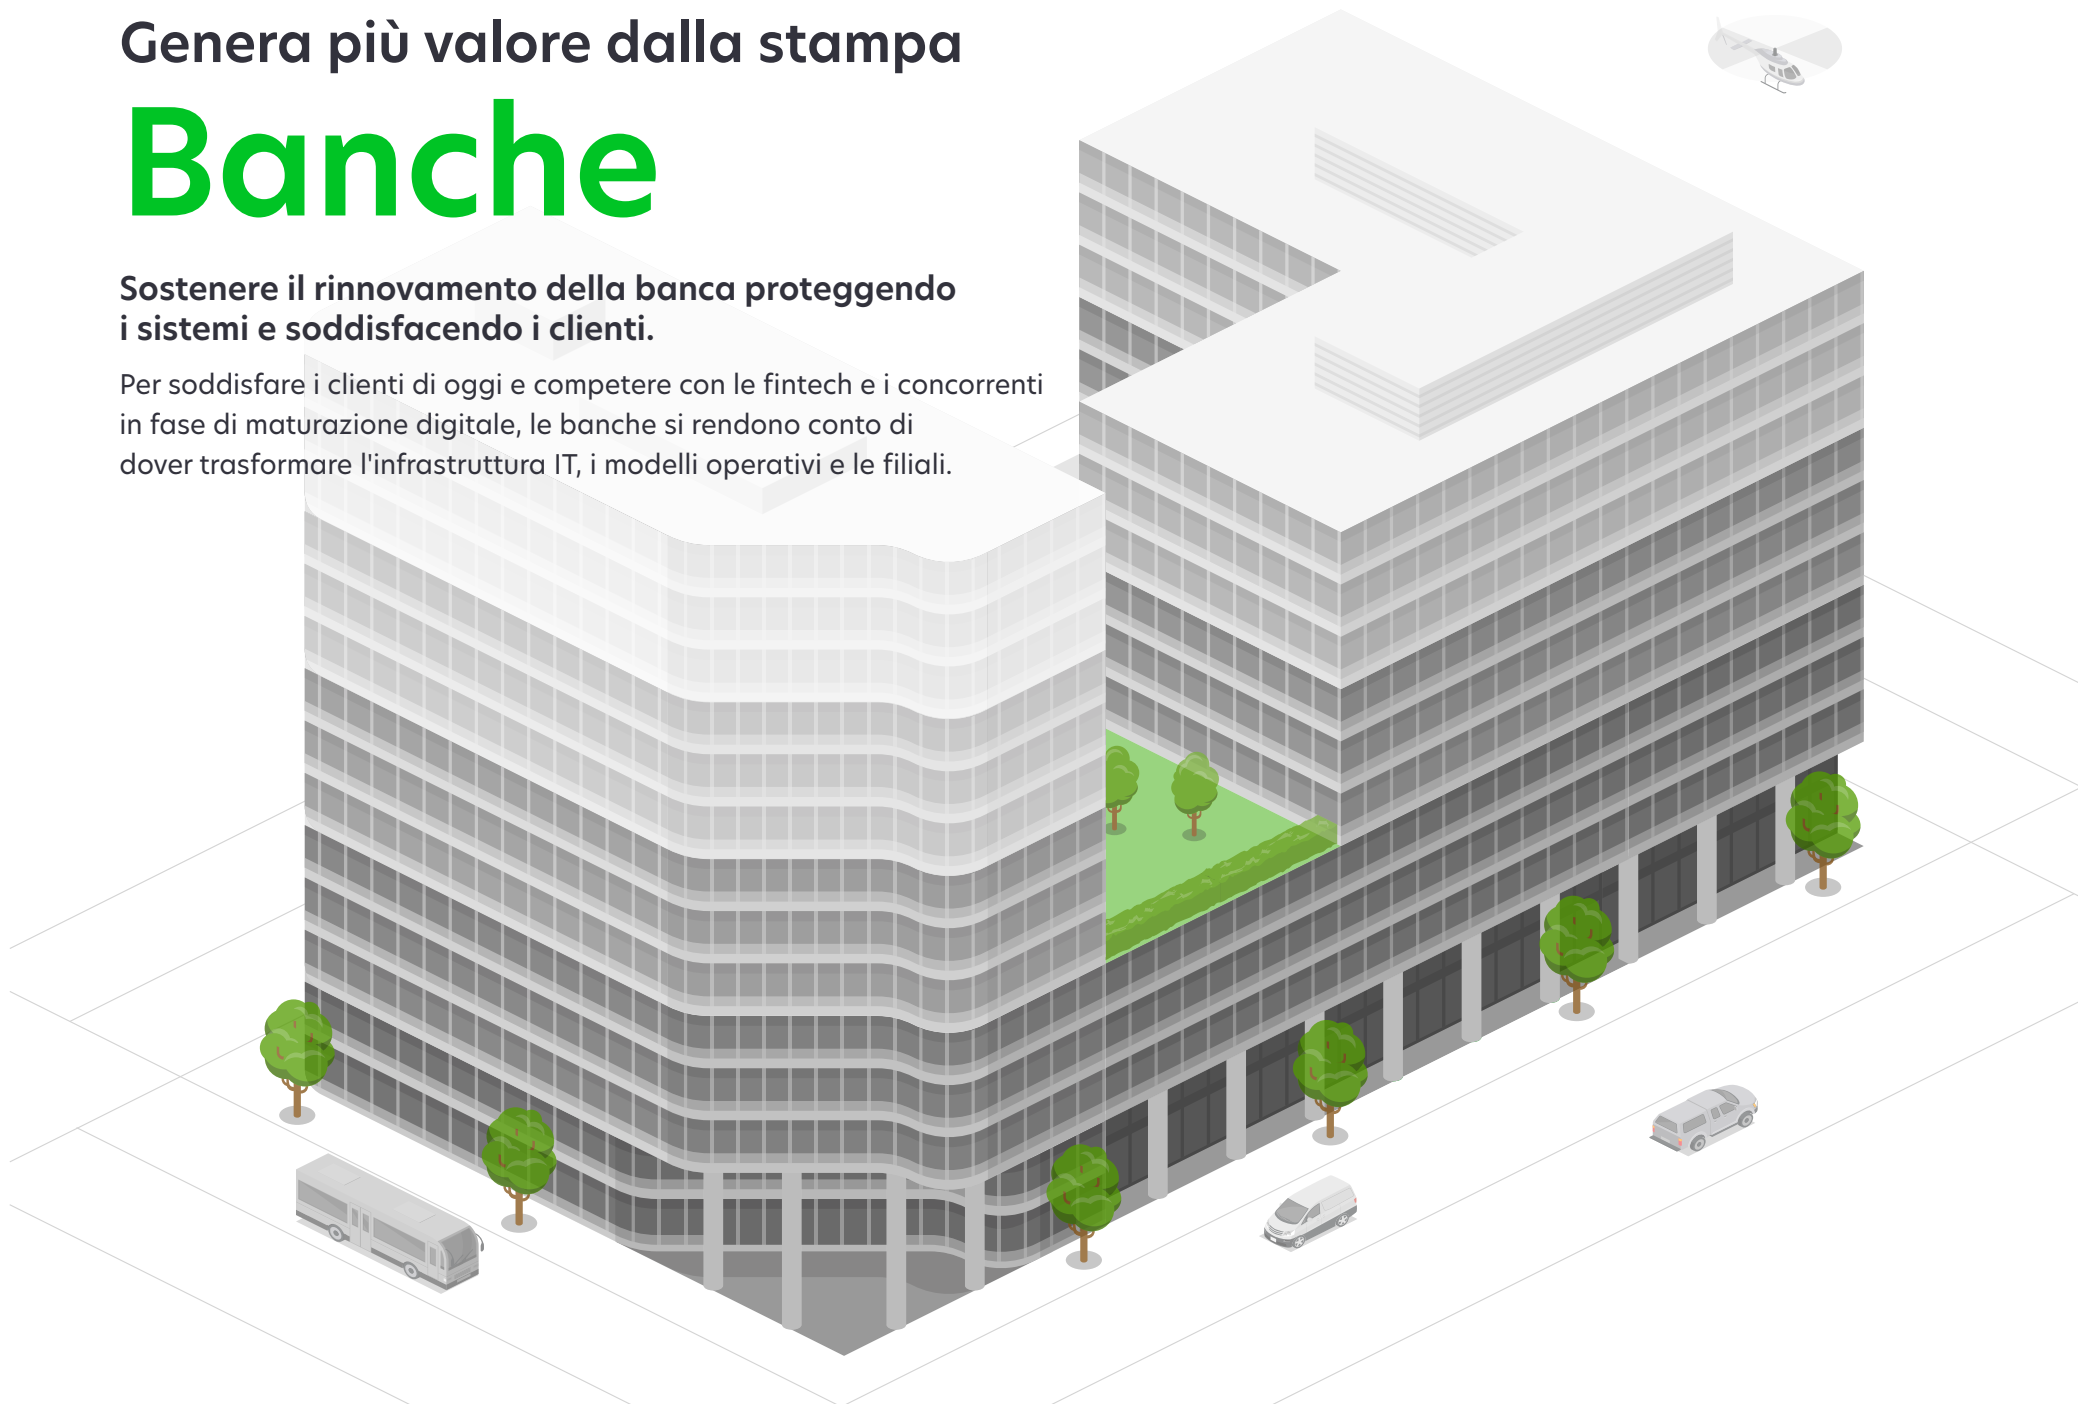 Genera più valore dalla stampa
Banche
Sostenere il rinnovamento della banca proteggendo
i sistemi e soddisfacendo i clienti.
Per soddisfare i clienti di oggi e competere con le fintech e i concorrenti
in fase di maturazione digitale, le banche si rendono conto di
dover trasformare l'infrastruttura IT, i modelli operativi e le filiali.